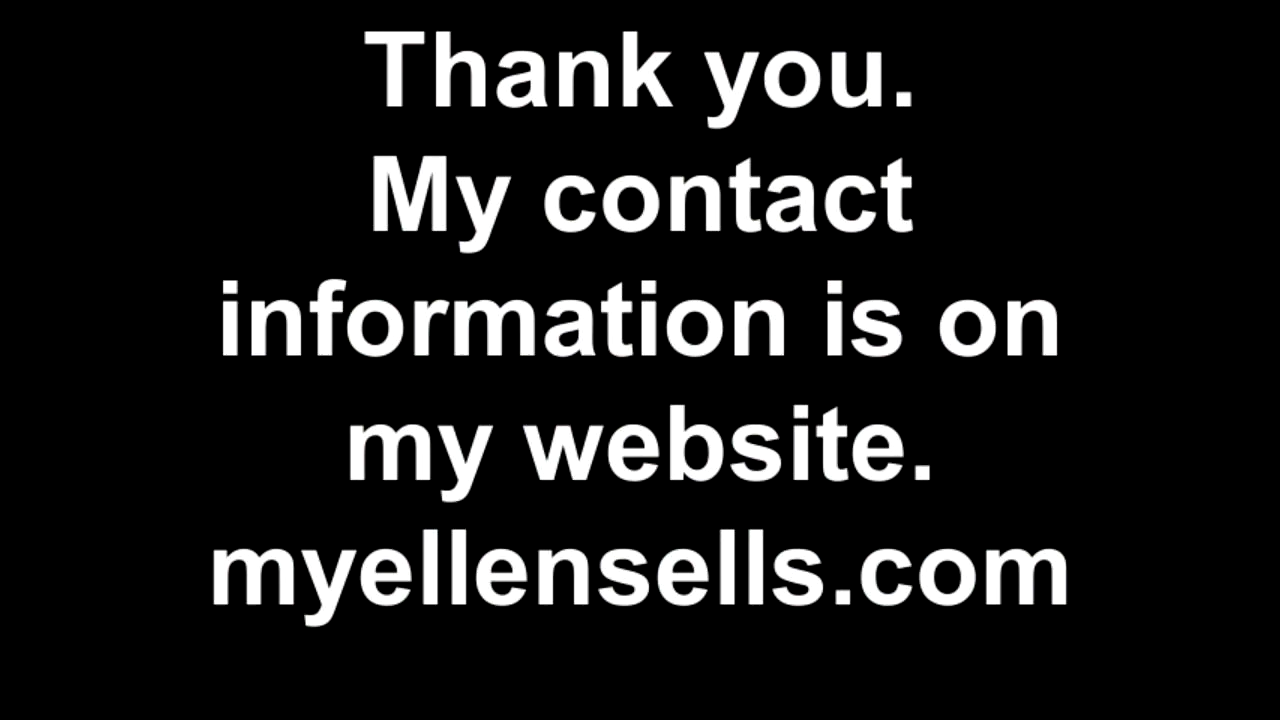 Thank you.
My contact
information is on
my website.
myellensells.com